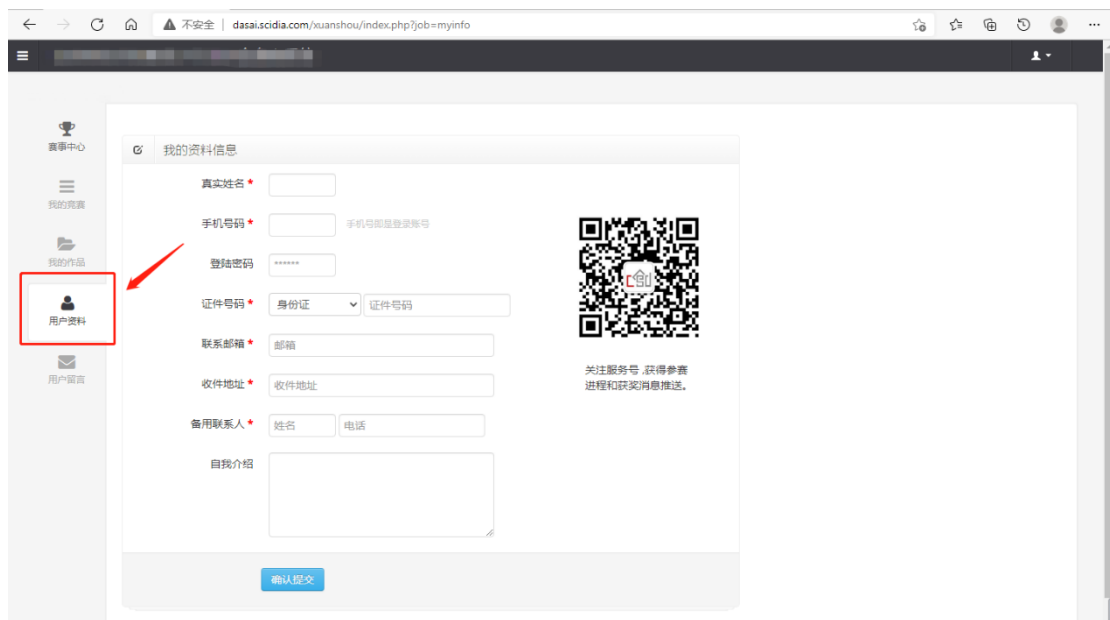 不安全 | dasai.scidia.com/xuanshou/index.php?job=myinfo
赛事中心
我的竞赛
我的作品
用户资料
用户留言
我的资料信息
真实姓名 *
手机号码 * 手机号即是登录账号
登陆密码 ******
证件号码 * 身份证 证件号码
联系邮箱 * 邮箱
收件地址 * 收件地址
备用联系人 * 姓名 电话
自我介绍
确认提交
关注服务号,获得参赛
进程和获奖消息推送。